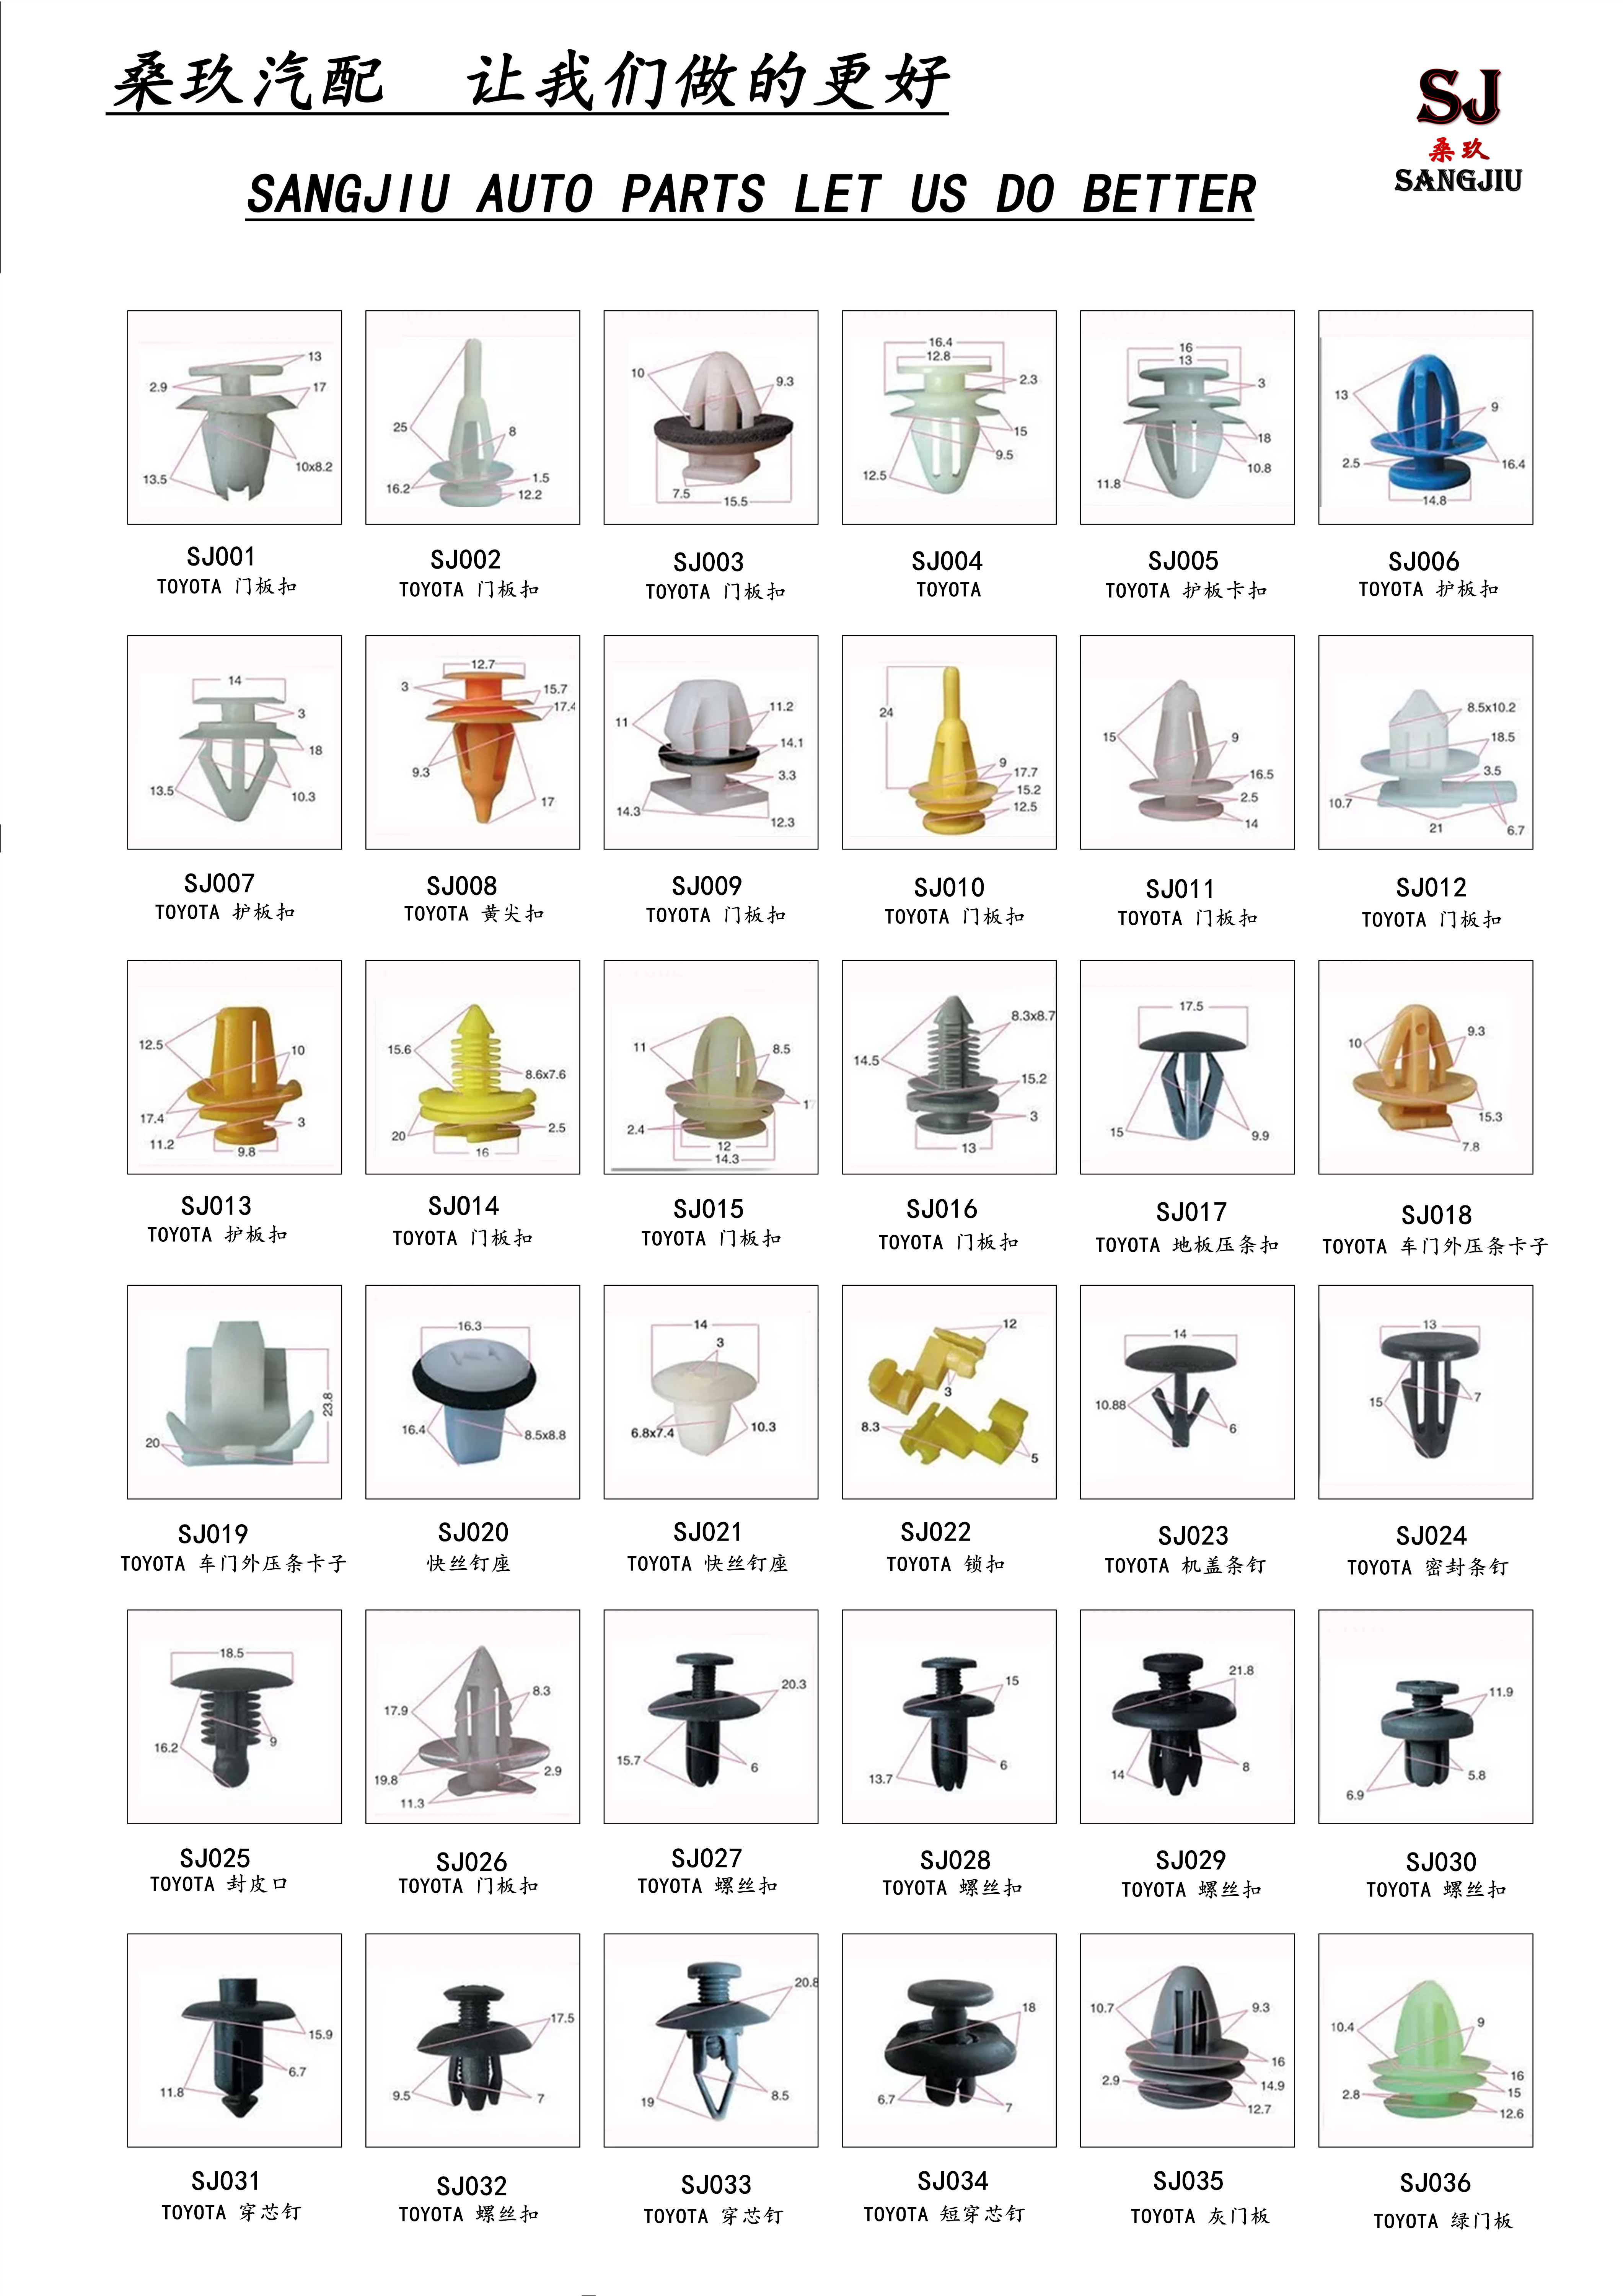 桑玖汽配 让我们做的更好
SJ
桑玖
SANGJIU
SANGJIU AUTO PARTS LET US DO BETTER
13
2.9
17
10x8.2
13.5
25
8
16.2
1.5
12.2
10
9.3
7.5
15.5
16.4
12.8
2.3
15
9.5
12.5
16
13
3
18
10.8
11.8
13
9
2.5
16.4
14.8
SJ001
TOYOTA 门板扣
SJ002
TOYOTA 门板扣
SJ003
TOYOTA 门板扣
SJ004
TOYOTA
SJ005
TOYOTA 护板卡扣
SJ006
TOYOTA 护板扣
14
3
18
13.5
10.3
12.7
3
15.7
17.4
9.3
17
11
11.2
14.1
3.3
14.3
12.3
24
9
17.7
15.2
12.5
15
9
16.5
2.5
14
8.5x10.2
18.5
3.5
10.7
21
6.7
SJ007
TOYOTA 护板扣
SJ008
TOYOTA 黄尖扣
SJ009
TOYOTA 门板扣
SJ010
TOYOTA 门板扣
SJ011
TOYOTA 门板扣
SJ012
TOYOTA 门板扣
12.5
10
17.4
3
11.2
9.8
15.6
8.6x7.6
20
2.5
16
11
8.5
17
2.4
12
14.3
8.3x8.7
14.5
15.2
3
13
17.5
15
9.9
10
9.3
15.3
7.8
SJ013
TOYOTA 护板扣
SJ014
TOYOTA 门板扣
SJ015
TOYOTA 门板扣
SJ016
TOYOTA 门板扣
SJ017
TOYOTA 地板压条扣
SJ018
TOYOTA 车门外压条卡子
23.8
20
16.3
16.4
8.5x8.8
14
3
6.8x7.4
10.3
12
3
8.3
5
14
10.88
6
13
15
7
SJ019
TOYOTA 车门外压条卡子
SJ020
快丝钉座
SJ021
TOYOTA 快丝钉座
SJ022
TOYOTA 锁扣
SJ023
TOYOTA 机盖条钉
SJ024
TOYOTA 密封条钉
18.5
16.2
9
17.9
8.3
19.8
2.9
11.3
20.3
15.7
6
15
13.7
6
21.8
14
8
11.9
6.9
5.8
SJ025
TOYOTA 封皮口
SJ026
TOYOTA 门板扣
SJ027
TOYOTA 螺丝扣
SJ028
TOYOTA 螺丝扣
SJ029
TOYOTA 螺丝扣
SJ030
TOYOTA 螺丝扣
15.9
6.7
11.8
17.5
9.5
7
20.8
19
8.5
18
6.7
7
10.7
9.3
16
2.9
14.9
12.7
10.4
9
16
2.8
15
12.6
SJ031
TOYOTA 穿芯钉
SJ032
TOYOTA 螺丝扣
SJ033
TOYOTA 穿芯钉
SJ034
TOYOTA 短穿芯钉
SJ035
TOYOTA 灰门板
SJ036
TOYOTA 绿门板